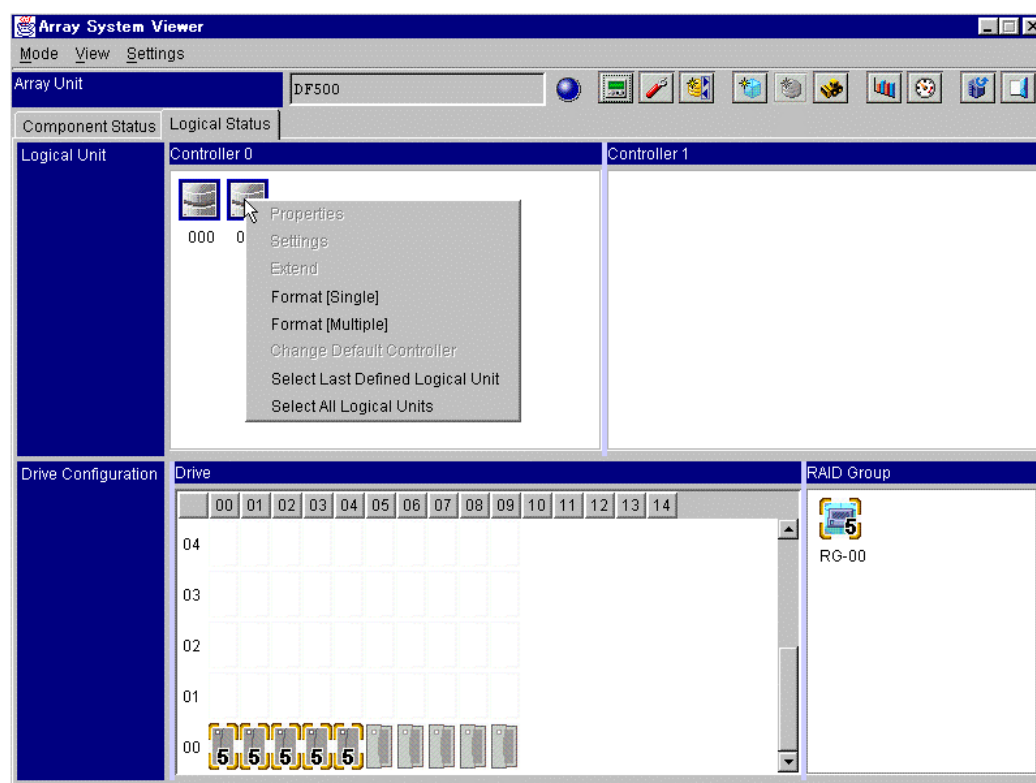 Array System Viewer
Mode View Settings
Array Unit
DF500
Component Status
Logical Status
Logical Unit
Controller 0
Controller 1
000
0
Properties
Settings
Extend
Format [Single]
Format [Multiple]
Change Default Controller
Select Last Defined Logical Unit
Select All Logical Units
Drive Configuration
Drive
RAID Group
00 01 02 03 04 05 06 07 08 09 10 11 12 13 14
04
03
02
01
00
5 5 5 5 5
5
RG-00